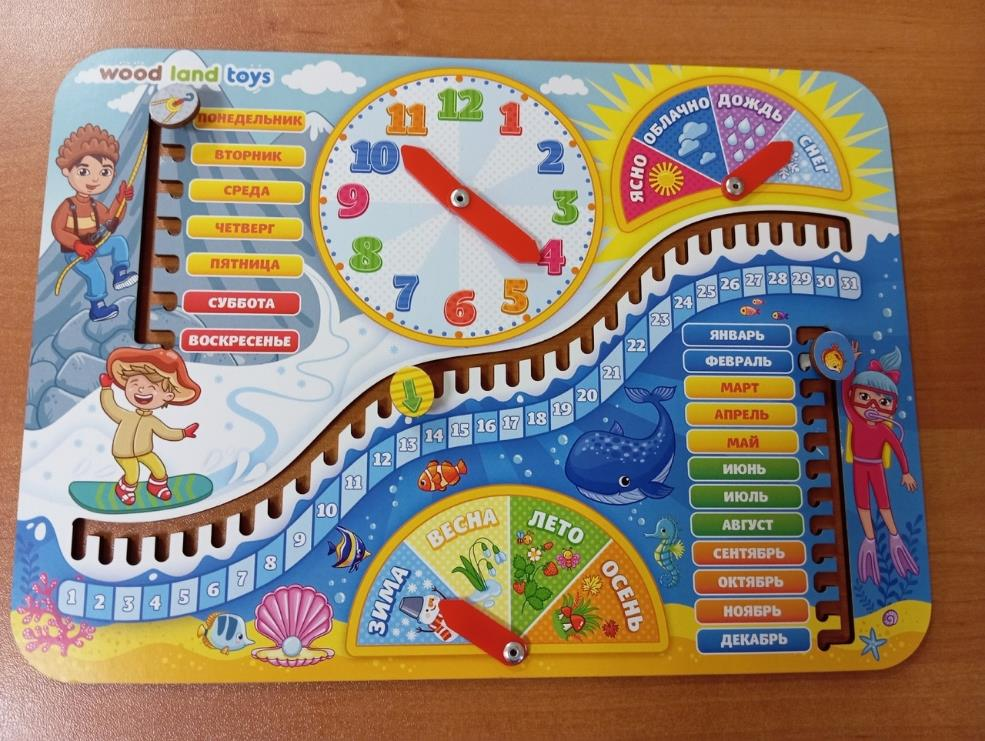 wood land toys
ПОНЕДЕЛЬНИК
ВТОРНИК
СРЕДА
ЧЕТВЕРГ
ПЯТНИЦА
СУББОТА
ВОСКРЕСЕНЬЕ
12
1
2
3
4
5
6
7
8
9
10
11
ЯСНО
ОБЛАЧНО
ДОЖДЬ
СНЕГ
1 2 3 4 5 6 7 8 9 10 11 12 13 14 15 16 17 18 19 20 21 22 23 24 25 26 27 28 29 30 31
ЯНВАРЬ
ФЕВРАЛЬ
МАРТ
АПРЕЛЬ
МАЙ
ИЮНЬ
ИЮЛЬ
АВГУСТ
СЕНТЯБРЬ
ОКТЯБРЬ
НОЯБРЬ
ДЕКАБРЬ
ЗИМА
ВЕСНА
ЛЕТО
ОСЕНЬ